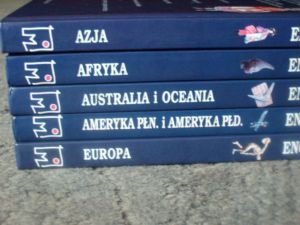 AZJA
AFRYKA
AUSTRALIA i OCEANIA
AMERYKA PŁN. i AMERYKA PŁD.
EUROPA